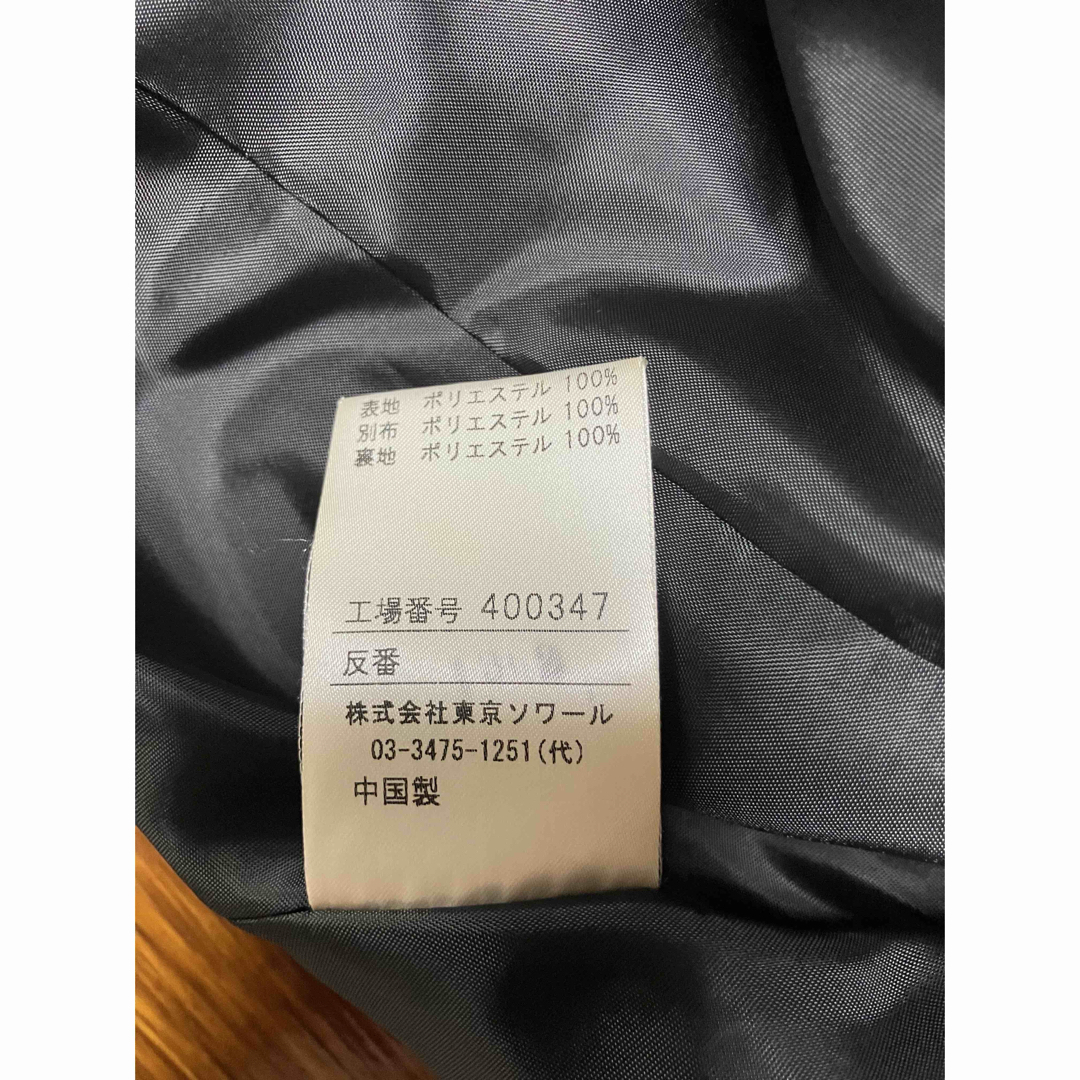 表地 ポリエステル 100%
別布 ポリエステル 100%
裏地 ポリエステル 100%
工場番号 400347
反番
株式会社東京ソワール
03-3475-1251(代)
中国製